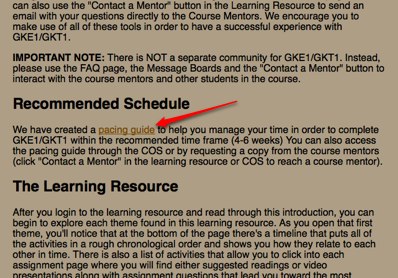 can also use the "Contact a Mentor" button in the Learning Resource to send an
email with your questions directly to the Course Mentors. We encourage you to
make use of all of these tools in order to have a successful experience with
GKE1/GKT1.
IMPORTANT NOTE: There is NOT a separate community for GKE1/GKT1. Instead,
please use the FAQ page, the Message Boards and the "Contact a Mentor" button to
interact with the course mentors and other students in the course.
Recommended Schedule
We have created a pacing guide to help you manage your time in order to complete
GKE1/GKT1 within the recommended time frame (4-6 weeks) You can also access
the pacing guide through the COS or by requesting a copy from the course mentors
(click "Contact a Mentor" in the learning resource or COS to reach a course mentor).
The Learning Resource
After you login to the learning resource and read through this introduction, you can
begin to explore each theme found in this learning resource. As you open that first
theme, you'll notice that at the bottom of the page there's a timeline that puts all of
the activities in a rough chronological order and shows you how they relate to each
other in time. There is also a list of activities that allow you to click into each
assignment page where you will find either suggested readings or video
presentations along with assignment questions that lead you toward the most